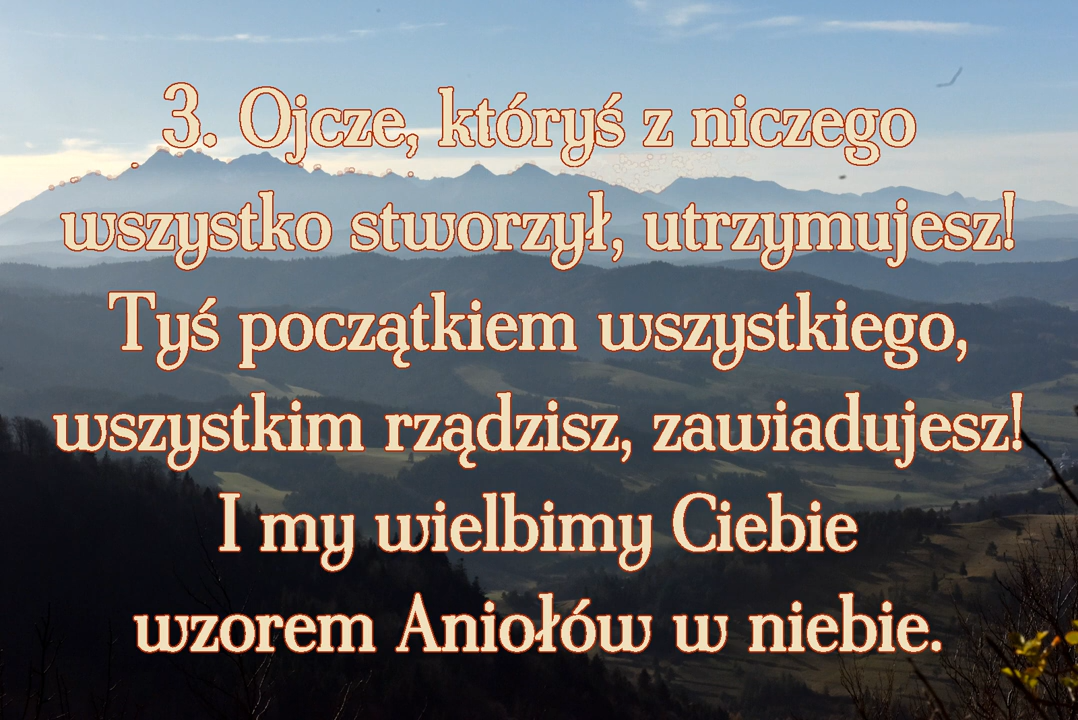 3. Ojcze, któryś z niczego
wszystko stworzył, utrzymujesz!
Tyś początkiem wszystkiego,
wszystkim rządzisz, zawiadujesz!
I my wielbimy Ciebie
wzorem Aniołów w niebie.